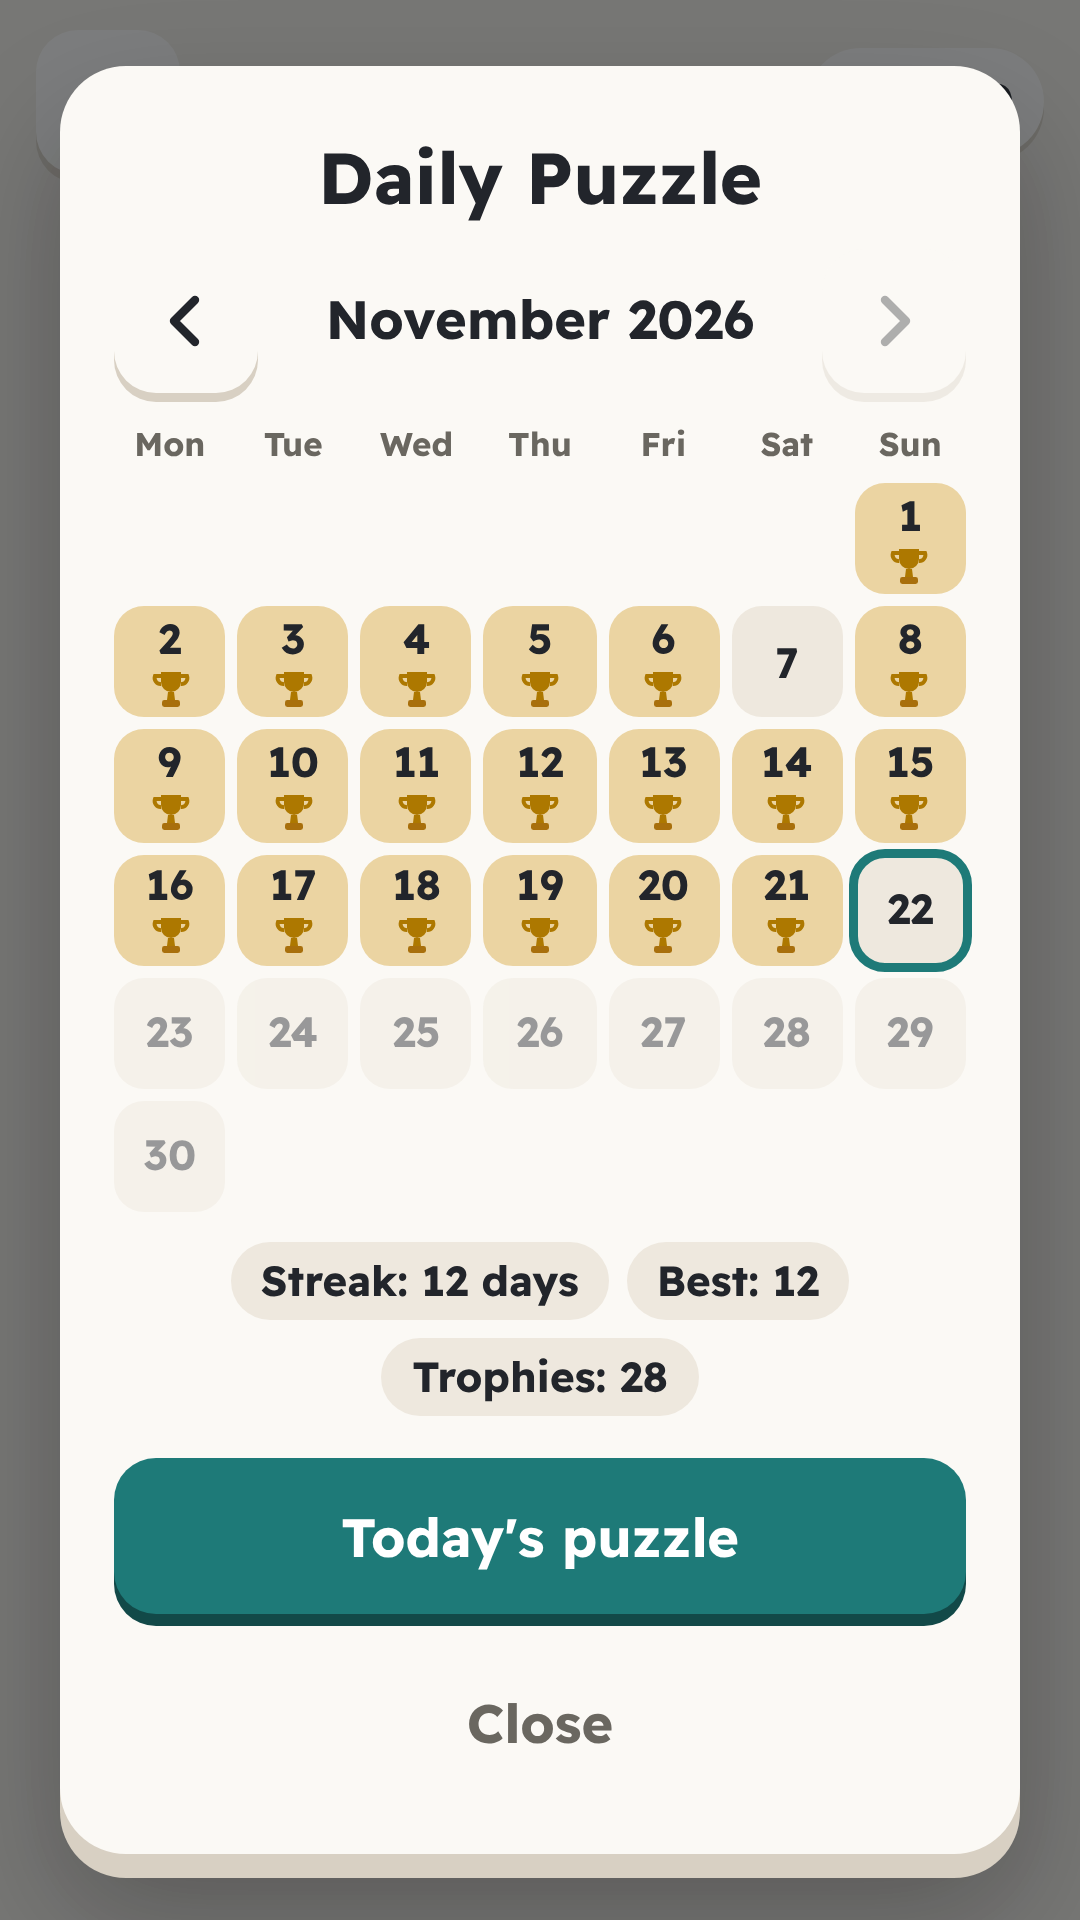 Daily Puzzle
November 2026
Mon Tue Wed Thu Fri Sat Sun
1
2 3 4 5 6 7 8
9 10 11 12 13 14 15
16 17 18 19 20 21 22
23 24 25 26 27 28 29
30
Streak: 12 days Best: 12
Trophies: 28
Today's puzzle
Close